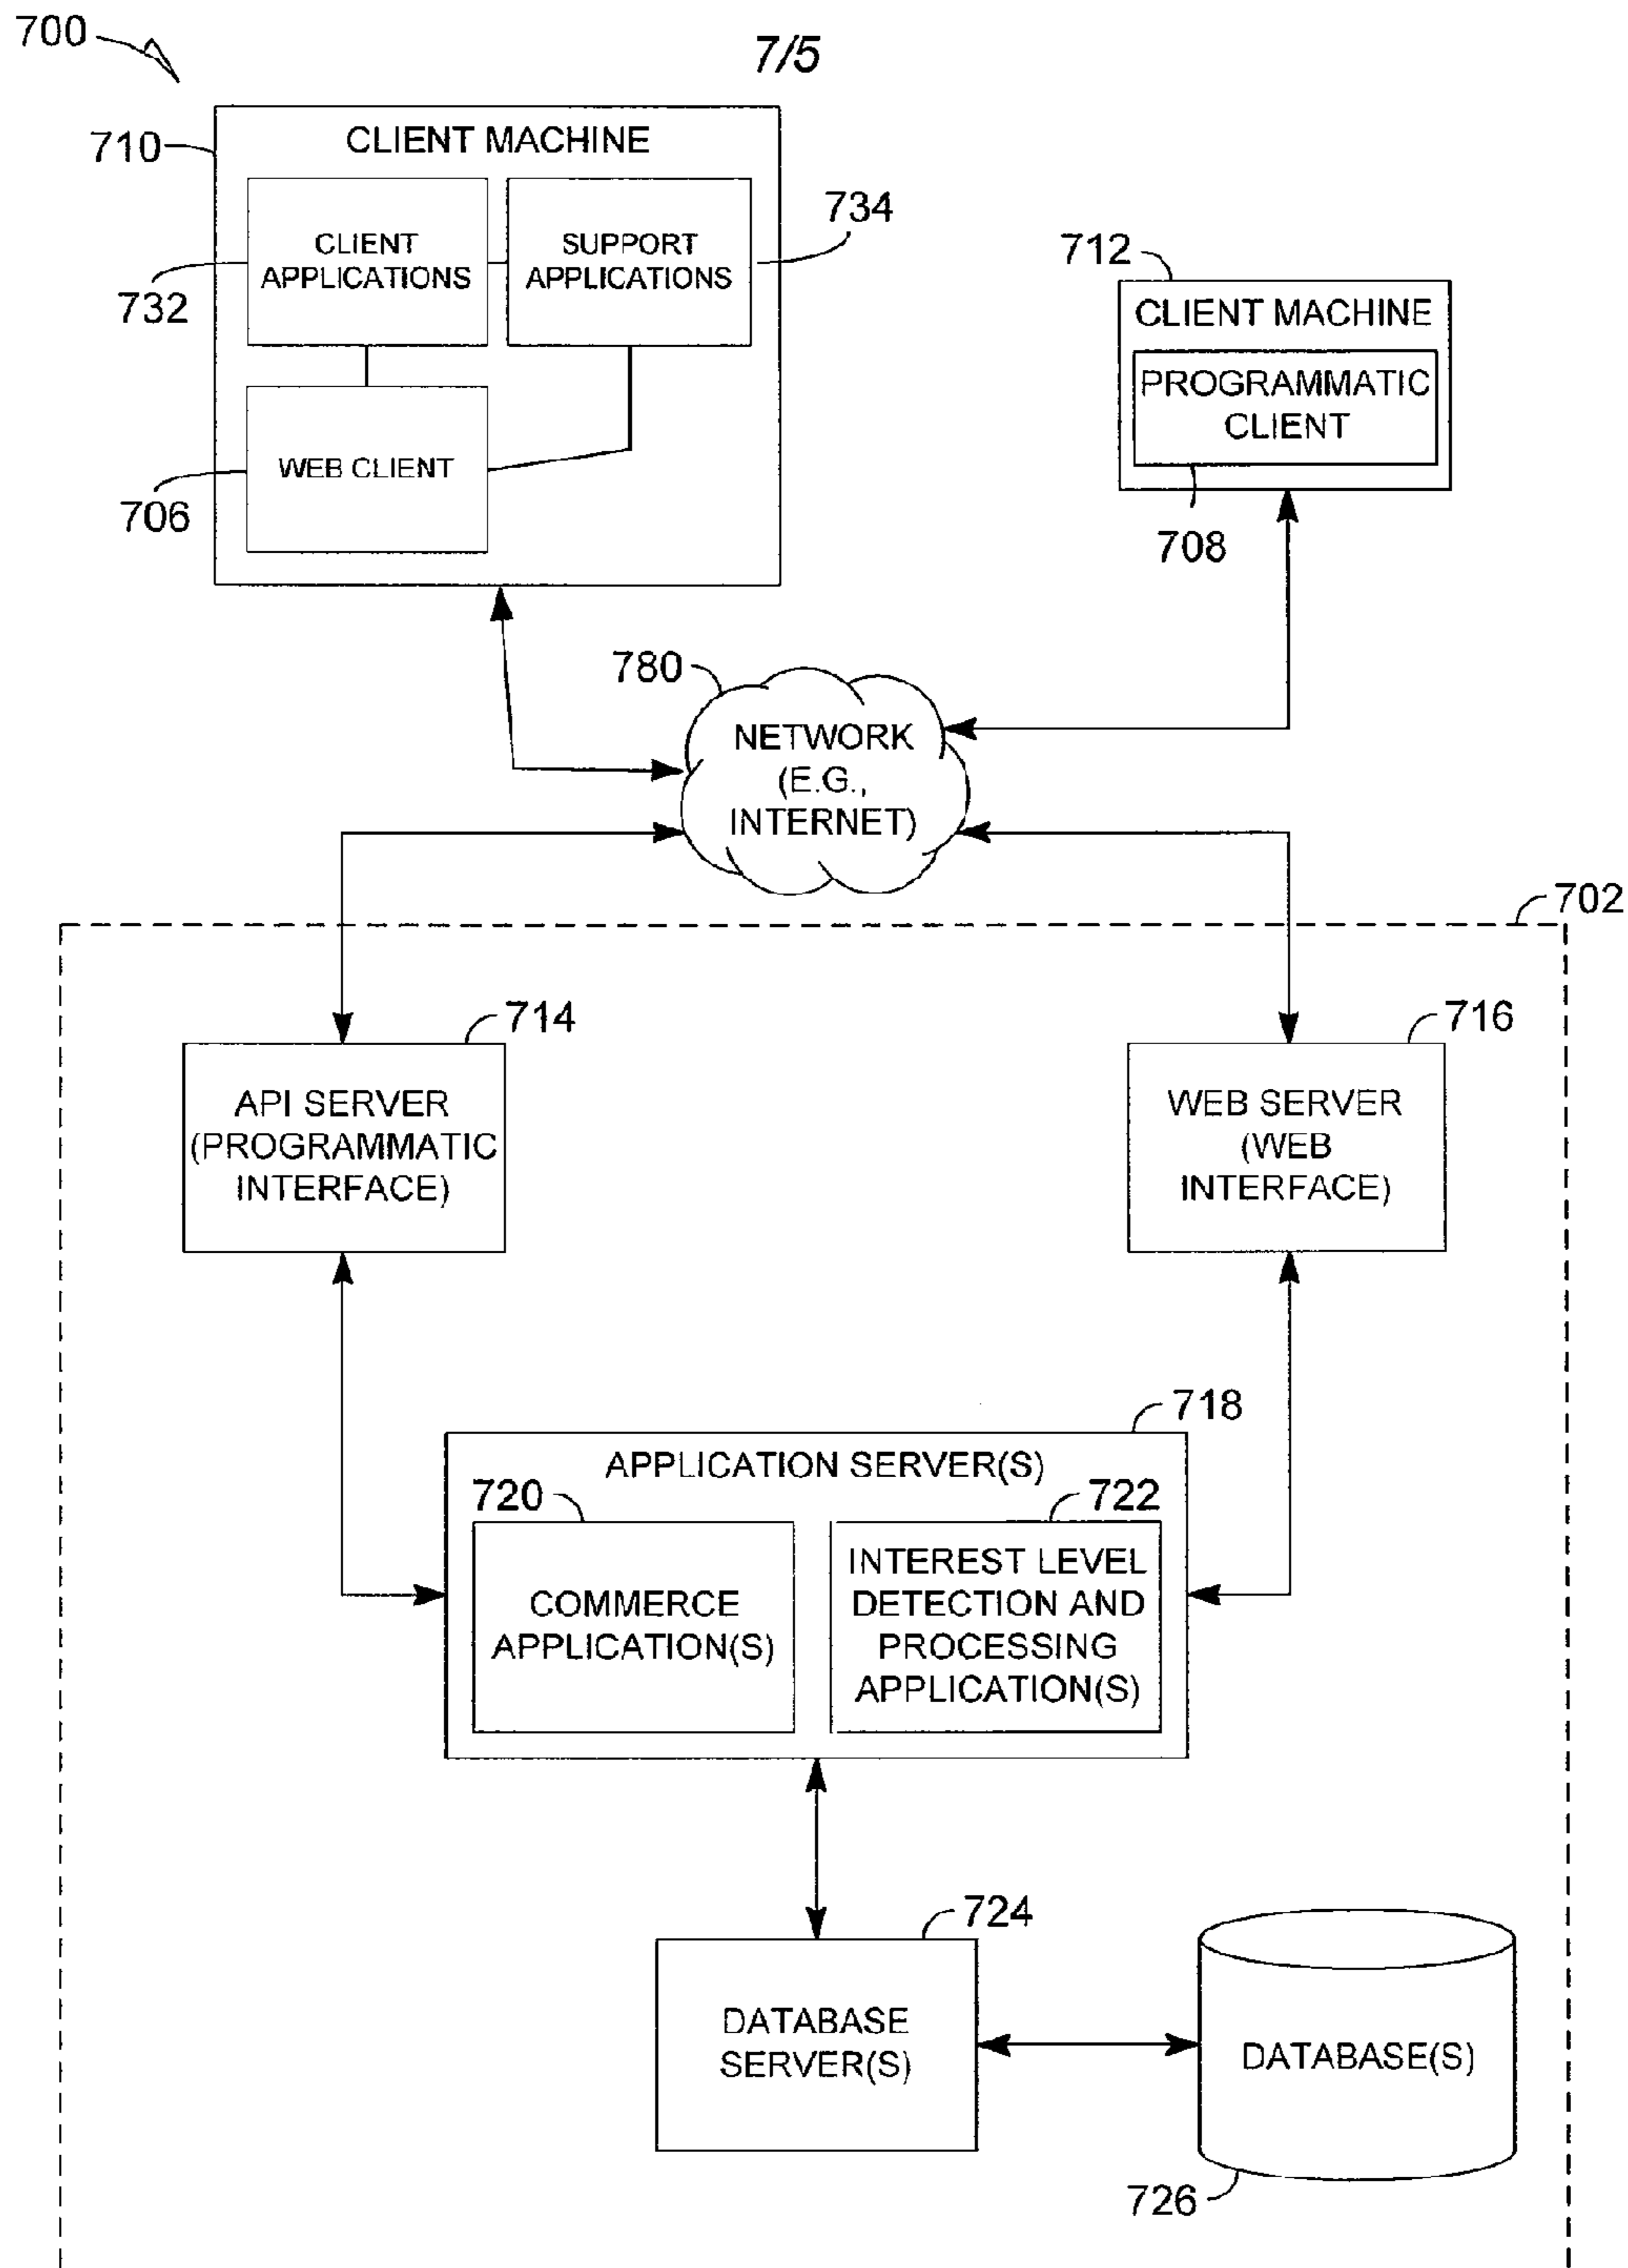 700
7/5
710
CLIENT MACHINE
CLIENT
APPLICATIONS
732
SUPPORT
APPLICATIONS
734
WEB CLIENT
706
712
CLIENT MACHINE
PROGRAMMATIC
CLIENT
708
780
NETWORK
(E.G.,
INTERNET)
702
714
API SERVER
(PROGRAMMATIC
INTERFACE)
716
WEB SERVER
(WEB
INTERFACE)
718
APPLICATION SERVER(S)
720
COMMERCE
APPLICATION(S)
722
INTEREST LEVEL
DETECTION AND
PROCESSING
APPLICATION(S)
724
DATABASE
SERVER(S)
DATABASE(S)
726